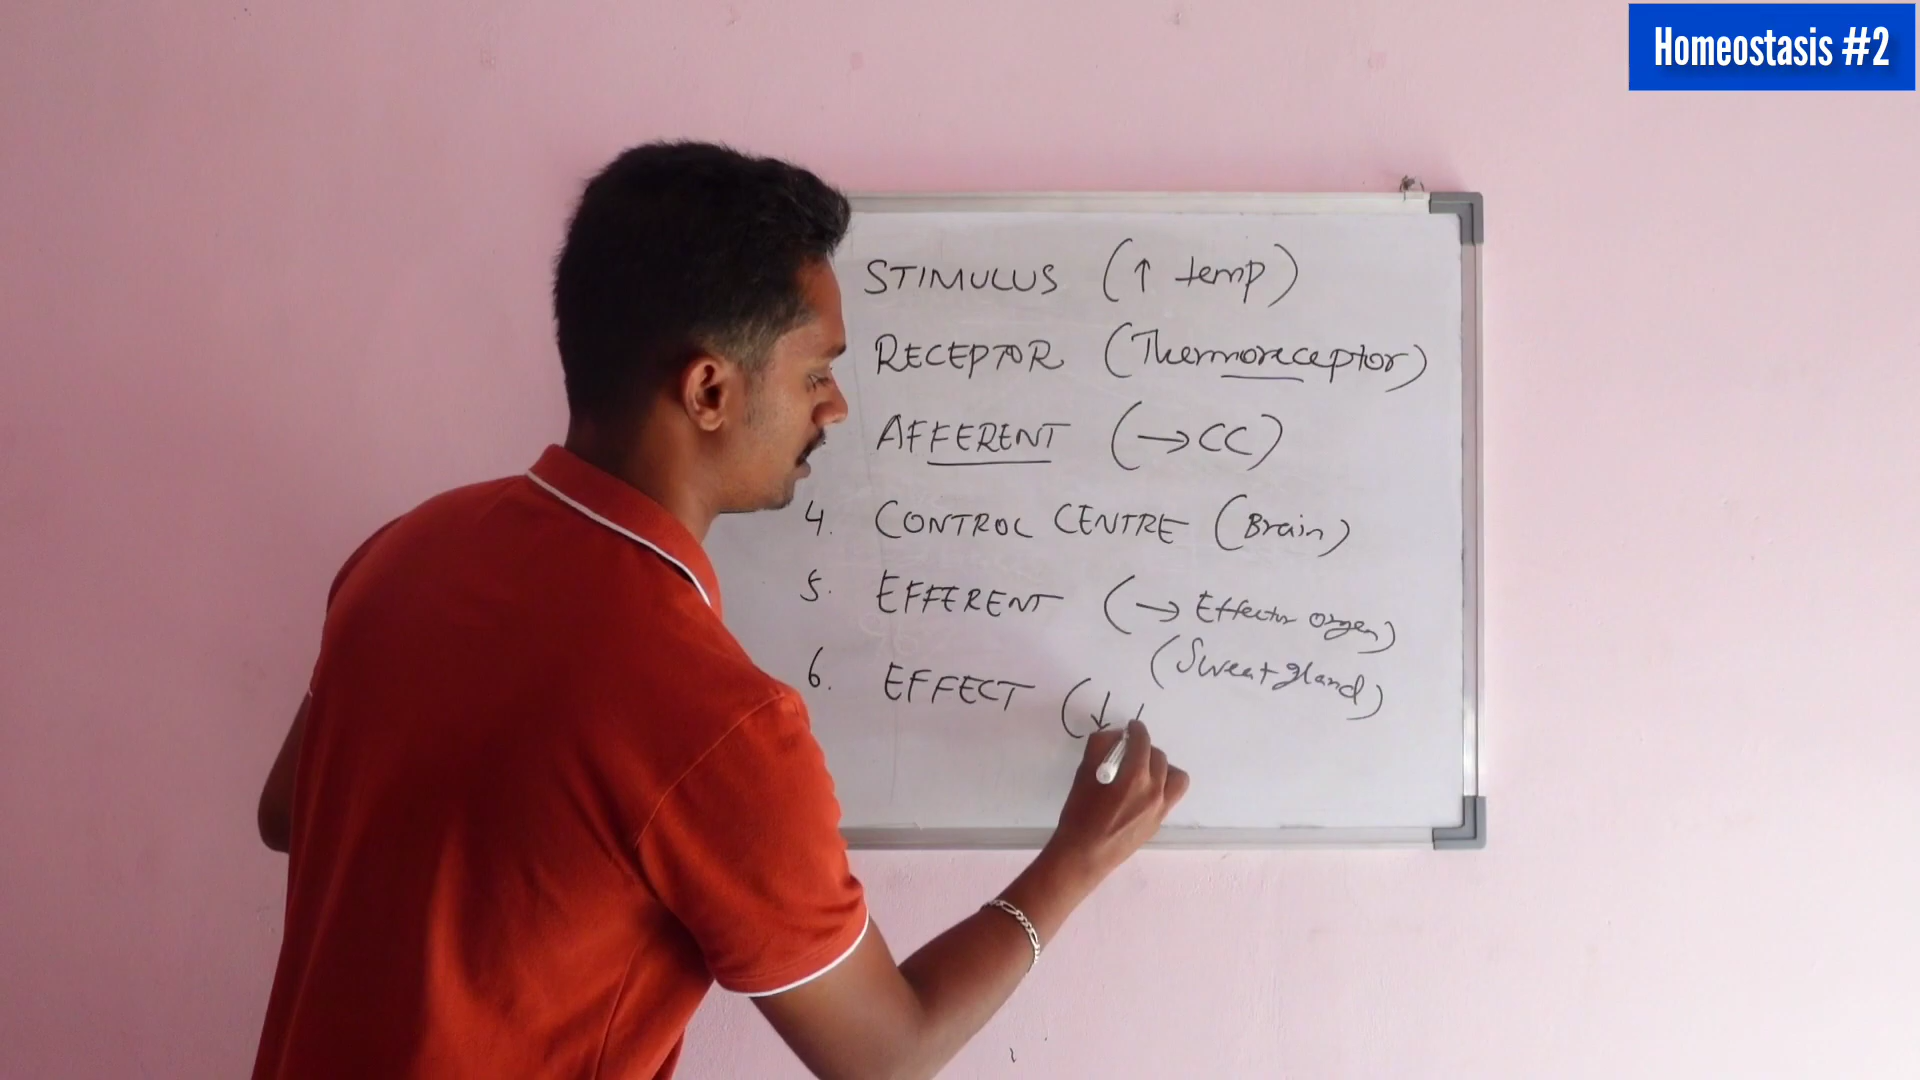 Homeostasis #2
STIMULUS (↑ temp)
RECEPTOR (Thermoreceptor)
AFFERENT (→ CC)
4. CONTROL CENTRE (Brain)
5. EFFERENT (→ Effector organ)
(Sweat gland)
6. EFFECT (↓